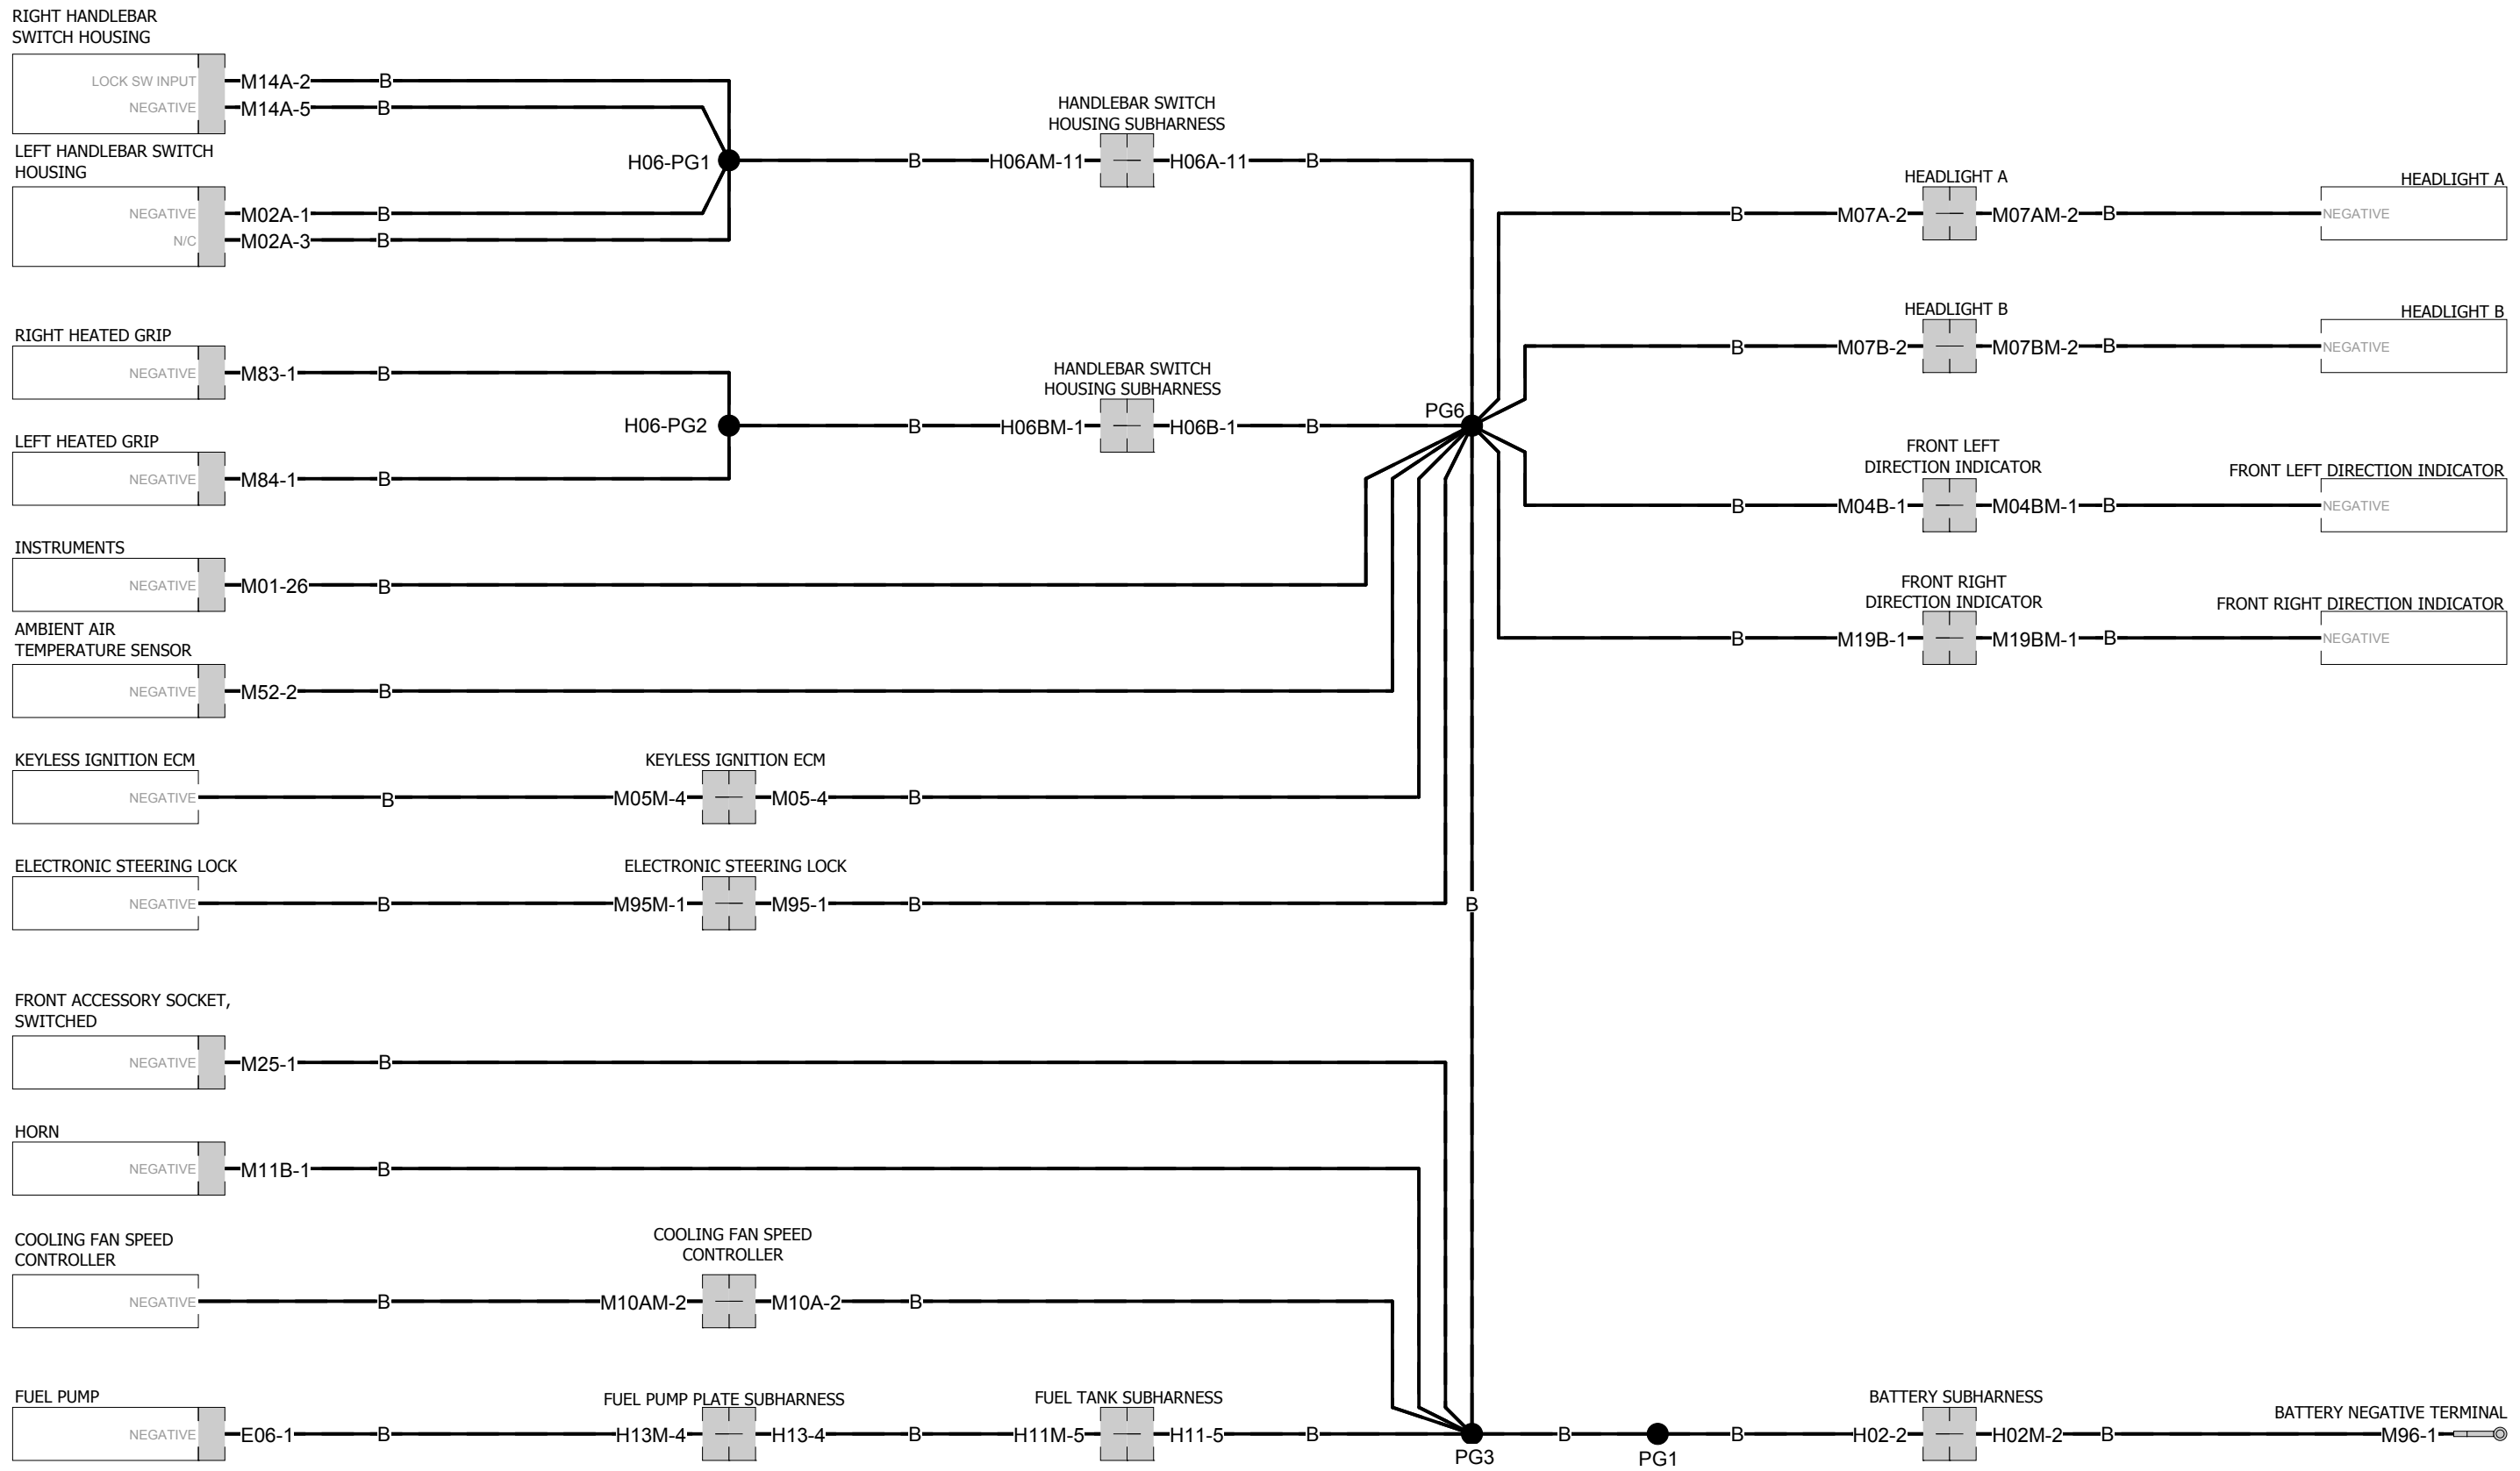 RIGHT HANDLEBAR
SWITCH HOUSING
LOCK SW INPUT M14A-2 B
NEGATIVE M14A-5 B
LEFT HANDLEBAR SWITCH
HOUSING
NEGATIVE M02A-1 B
N/C M02A-3 B
HANDLEBAR SWITCH
HOUSING SUBHARNESS
H06-PG1 B H06AM-11 H06A-11 B
HEADLIGHT A
HEADLIGHT A
B M07A-2 M07AM-2 B NEGATIVE
HEADLIGHT B
HEADLIGHT B
B M07B-2 M07BM-2 B NEGATIVE
RIGHT HEATED GRIP
NEGATIVE M83-1 B
HANDLEBAR SWITCH
HOUSING SUBHARNESS
H06-PG2 B H06BM-1 H06B-1 B
PG6
LEFT HEATED GRIP
NEGATIVE M84-1 B
FRONT LEFT
DIRECTION INDICATOR
FRONT LEFT DIRECTION INDICATOR
B M04B-1 M04BM-1 B NEGATIVE
INSTRUMENTS
NEGATIVE M01-26 B
FRONT RIGHT
DIRECTION INDICATOR
FRONT RIGHT DIRECTION INDICATOR
B M19B-1 M19BM-1 B NEGATIVE
AMBIENT AIR
TEMPERATURE SENSOR
NEGATIVE M52-2 B
KEYLESS IGNITION ECM
KEYLESS IGNITION ECM
NEGATIVE B M05M-4 M05-4 B
ELECTRONIC STEERING LOCK
ELECTRONIC STEERING LOCK
NEGATIVE B M95M-1 M95-1 B
B
FRONT ACCESSORY SOCKET,
SWITCHED
NEGATIVE M25-1 B
HORN
NEGATIVE M11B-1 B
COOLING FAN SPEED
CONTROLLER
COOLING FAN SPEED
CONTROLLER
NEGATIVE B M10AM-2 M10A-2 B
FUEL PUMP
FUEL PUMP PLATE SUBHARNESS
FUEL TANK SUBHARNESS
BATTERY SUBHARNESS
BATTERY NEGATIVE TERMINAL
NEGATIVE E06-1 B H13M-4 H13-4 B H11M-5 H11-5 B B B H02-2 H02M-2 B M96-1
PG3
PG1